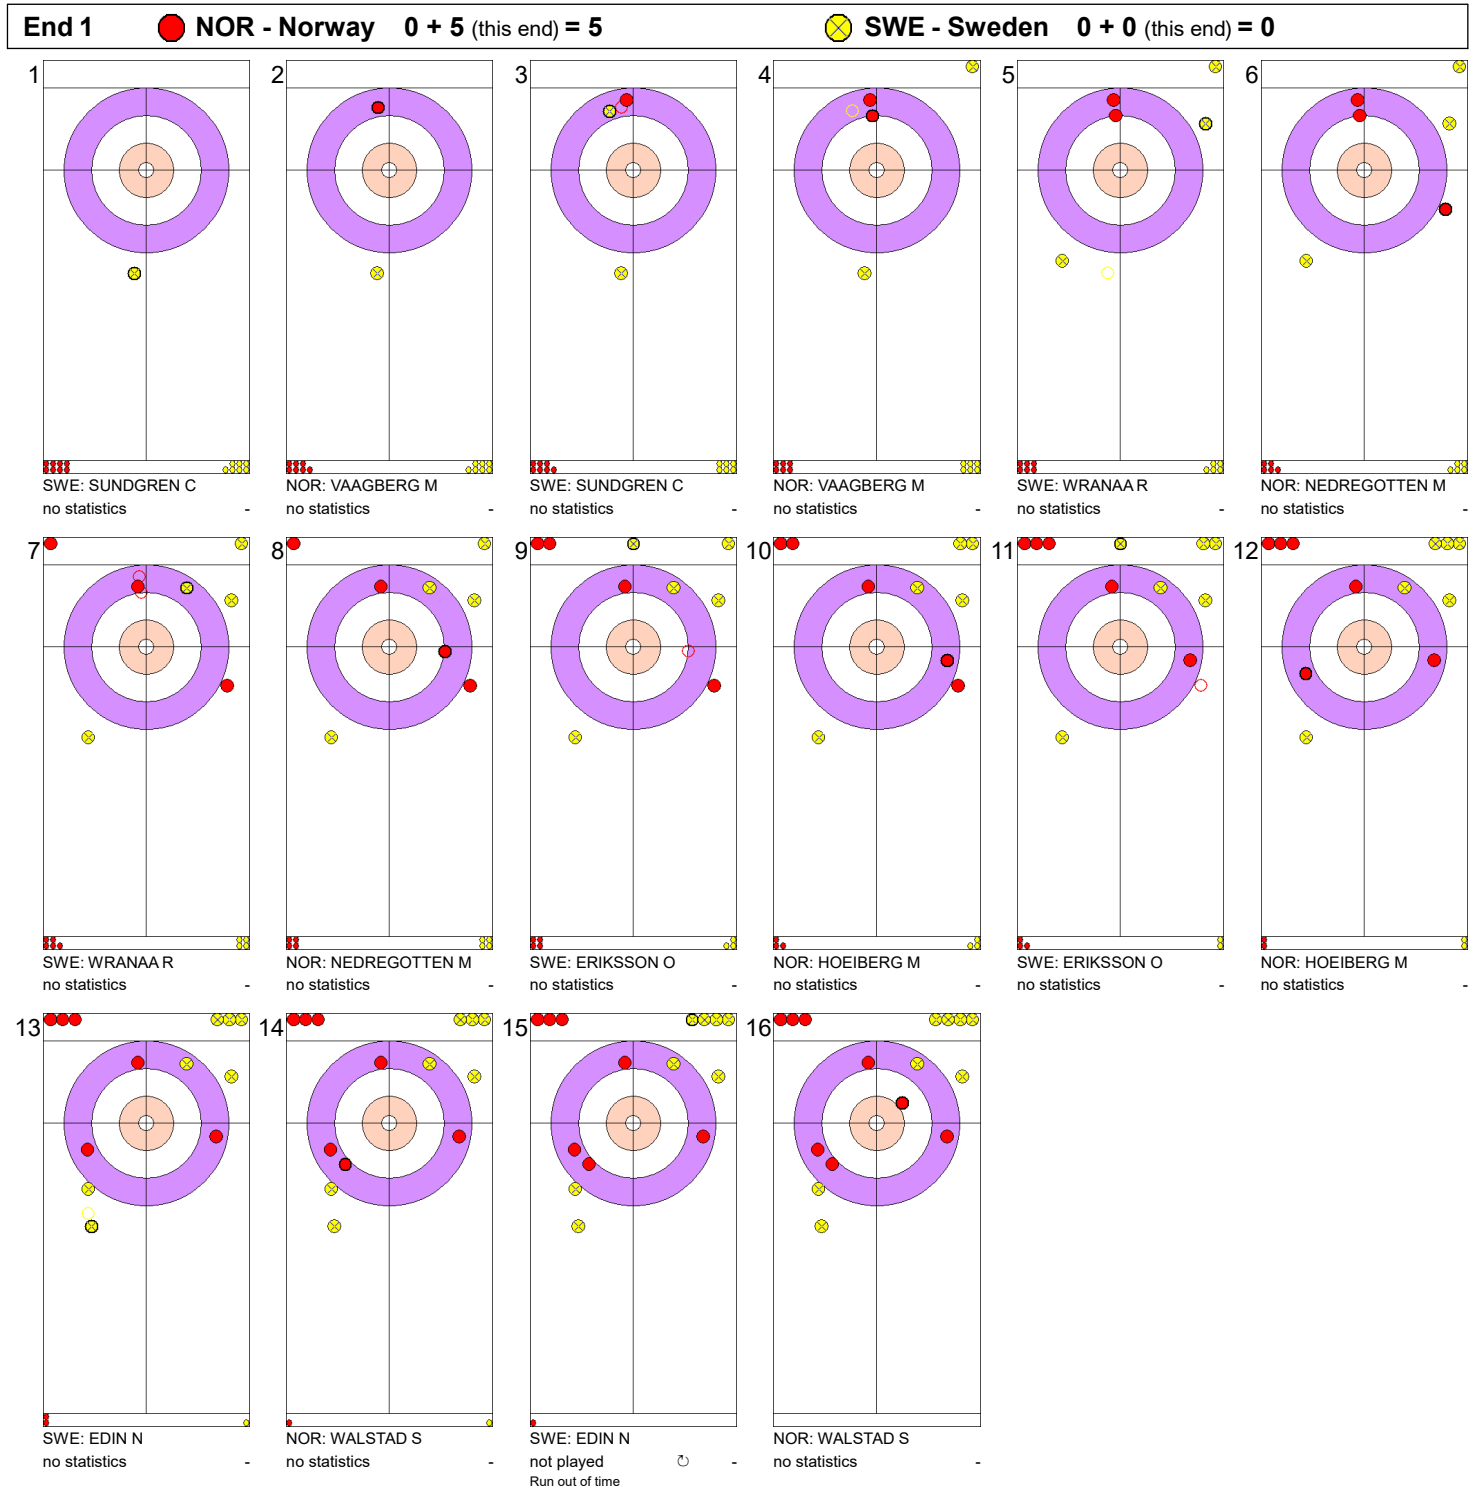 End 1 NOR - Norway 0 + 5 (this end) = 5 SWE - Sweden 0 + 0 (this end) = 0
1 2 3 4 5 6
SWE: SUNDGREN C NOR: VAAGBERG M SWE: SUNDGREN C NOR: VAAGBERG M SWE: WRANAA R NOR: NEDREGOTTEN M
no statistics - no statistics - no statistics - no statistics - no statistics - no statistics -
7 8 9 10 11 12
SWE: WRANAA R NOR: NEDREGOTTEN M SWE: ERIKSSON O NOR: HOEIBERG M SWE: ERIKSSON O NOR: HOEIBERG M
no statistics - no statistics - no statistics - no statistics - no statistics - no statistics -
13 14 15 16
SWE: EDIN N NOR: WALSTAD S SWE: EDIN N NOR: WALSTAD S
no statistics - no statistics - not played ↻ - no statistics -
Run out of time